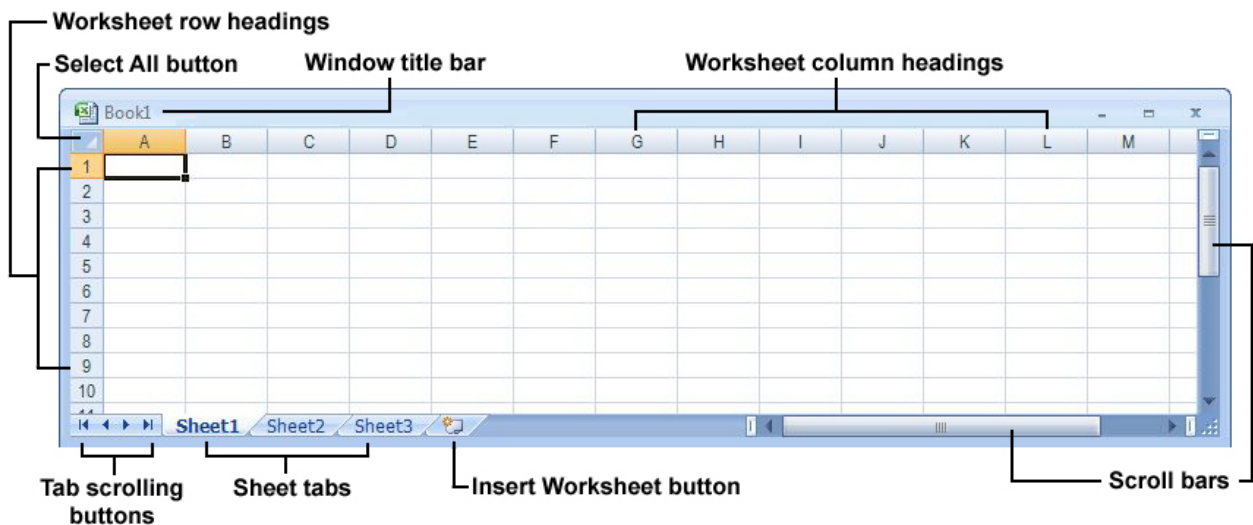 Worksheet row headings
Select All button Window title bar Worksheet column headings
Book1
A B C D E F G H I J K L M
1
2
3
4
5
6
7
8
9
10
11
Sheet1 Sheet2 Sheet3
Tab scrolling buttons
Sheet tabs
Insert Worksheet button
Scroll bars